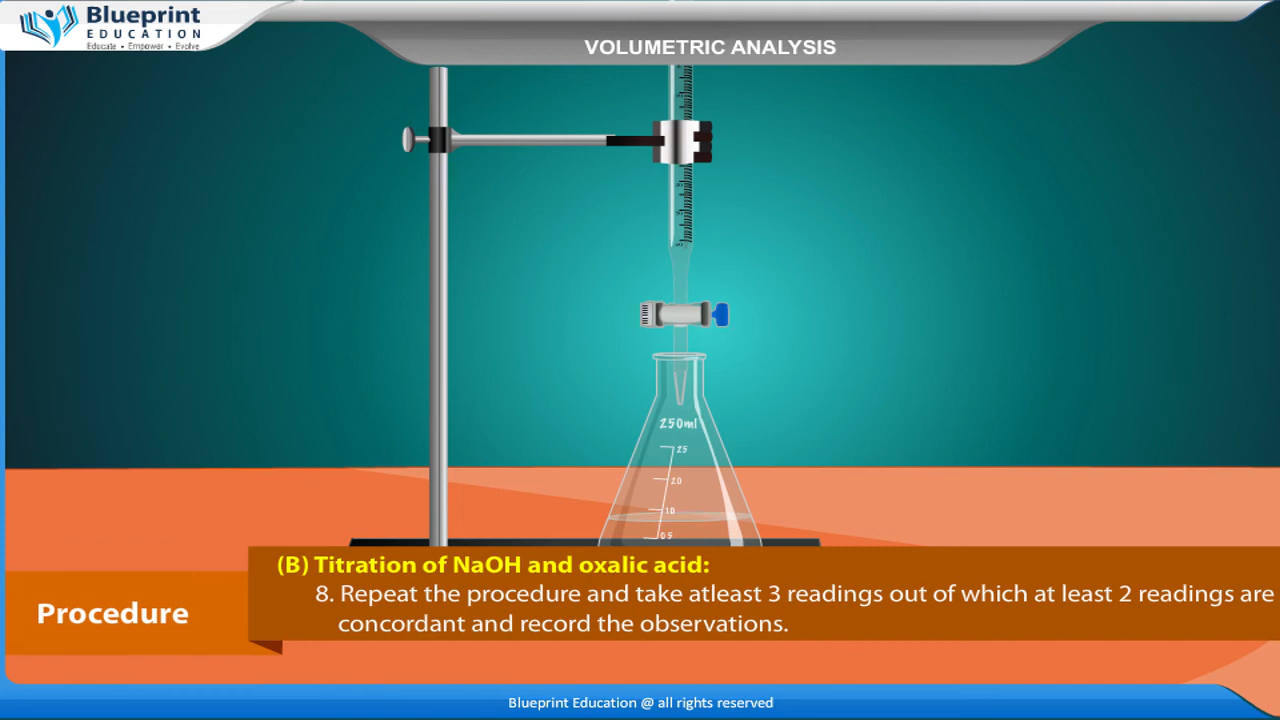 Blueprint
EDUCATION
Educate • Empower • Evolve
VOLUMETRIC ANALYSIS
250ml
25
20
10
05
(B) Titration of NaOH and oxalic acid:
8. Repeat the procedure and take atleast 3 readings out of which at least 2 readings are
concordant and record the observations.
Procedure
Blueprint Education @ all rights reserved